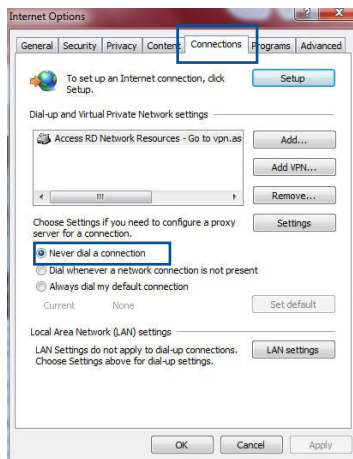 Internet Options
General Security Privacy Content Connections Programs Advanced
To set up an Internet connection, click
Setup.
Setup
Dial-up and Virtual Private Network settings
Access RD Network Resources - Go to vpn.as
Add...
Add VPN...
Remove...
Choose Settings if you need to configure a proxy
server for a connection.
Settings
Never dial a connection
Dial whenever a network connection is not present
Always dial my default connection
Current None
Set default
Local Area Network (LAN) settings
LAN Settings do not apply to dial-up connections.
Choose Settings above for dial-up settings.
LAN settings
OK Cancel Apply